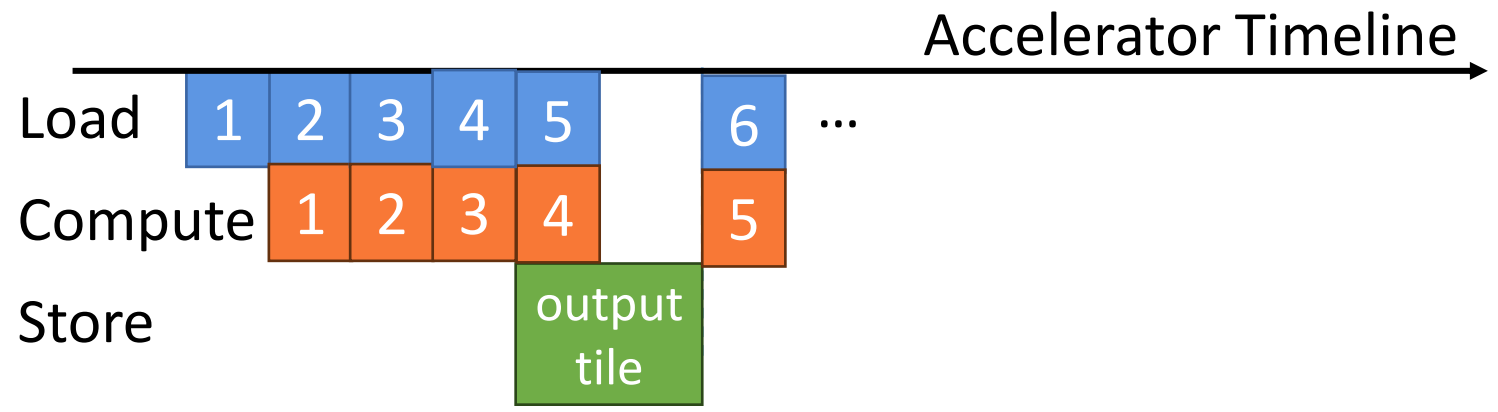 Accelerator Timeline
Load 1 2 3 4 5 6 ...
Compute 1 2 3 4 5
Store output
tile